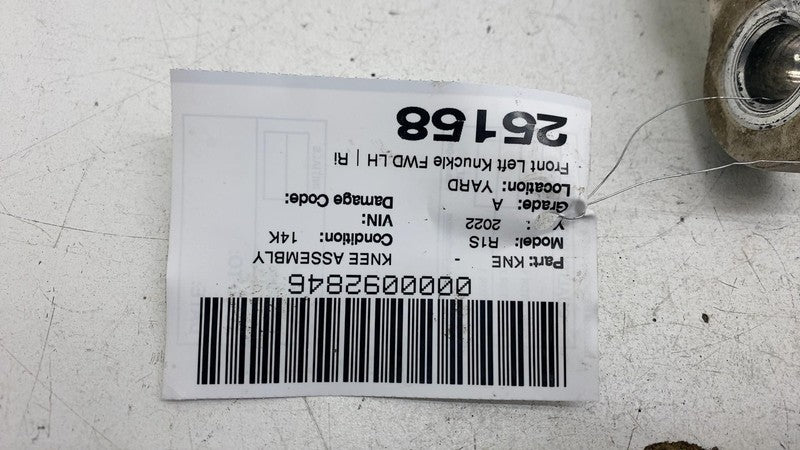 0000092846
Part: KNE - KNEE ASSEMBLY
Model: R1S Condition: 14K
Y : 2022 VIN:
Grade: A Damage Code:
Location: YARD
Front Left Knuckle FWD LH | Ri
25158